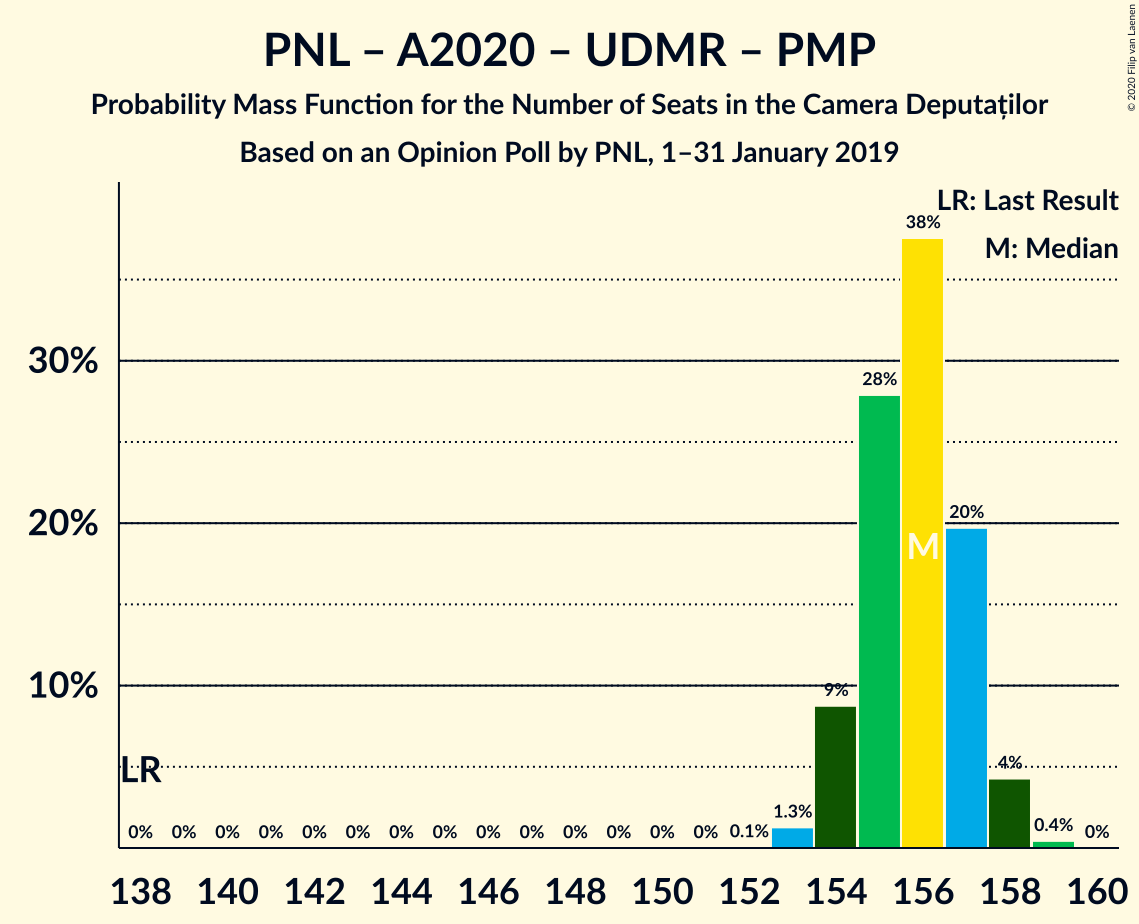 PNL – A2020 – UDMR – PMP
Probability Mass Function for the Number of Seats in the Camera Deputaților
Based on an Opinion Poll by PNL, 1–31 January 2019
© 2020 Filip van Laenen
LR: Last Result
M: Median
38%
30%
28%
20%
20%
M
10%
9%
LR
4%
0% 0% 0% 0% 0% 0% 0% 0% 0% 0% 0% 0% 0% 0% 0.1% 1.3% 0.4% 0%
138 140 142 144 146 148 150 152 154 156 158 160